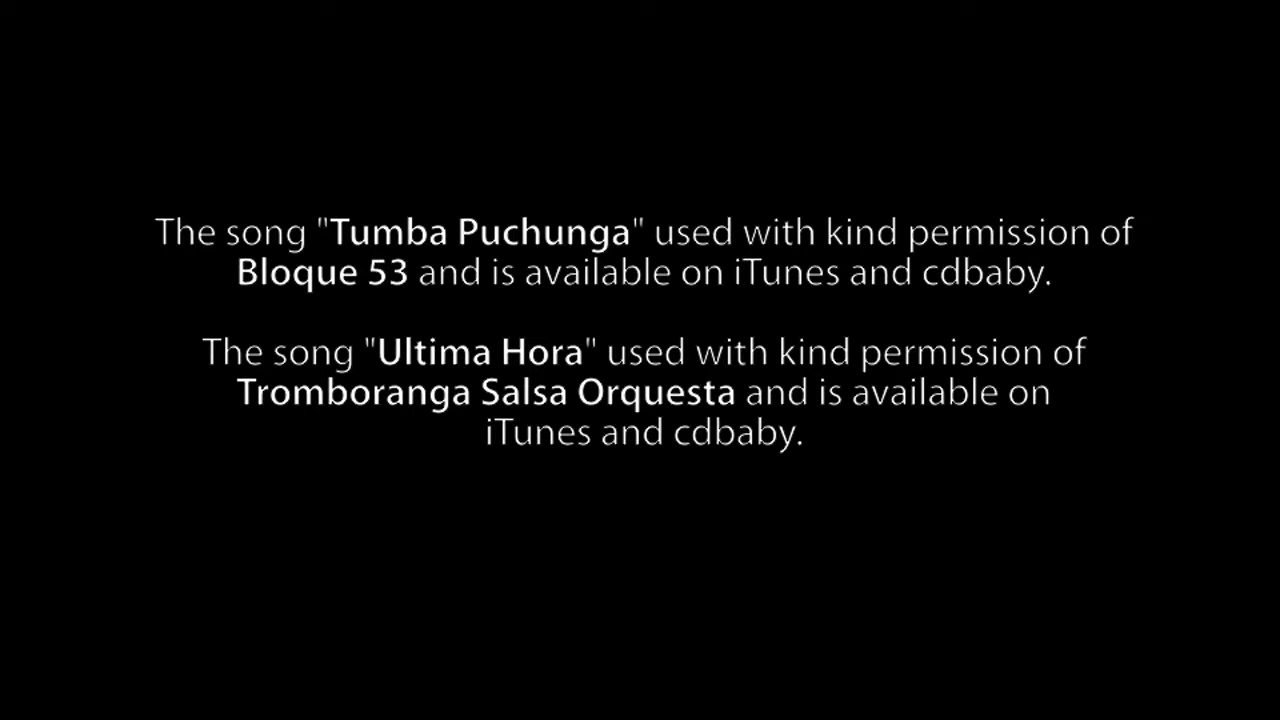 The song "Tumba Puchunga" used with kind permission of
Bloque 53 and is available on iTunes and cdbaby.
The song "Ultima Hora" used with kind permission of
Tromboranga Salsa Orquesta and is available on
iTunes and cdbaby.